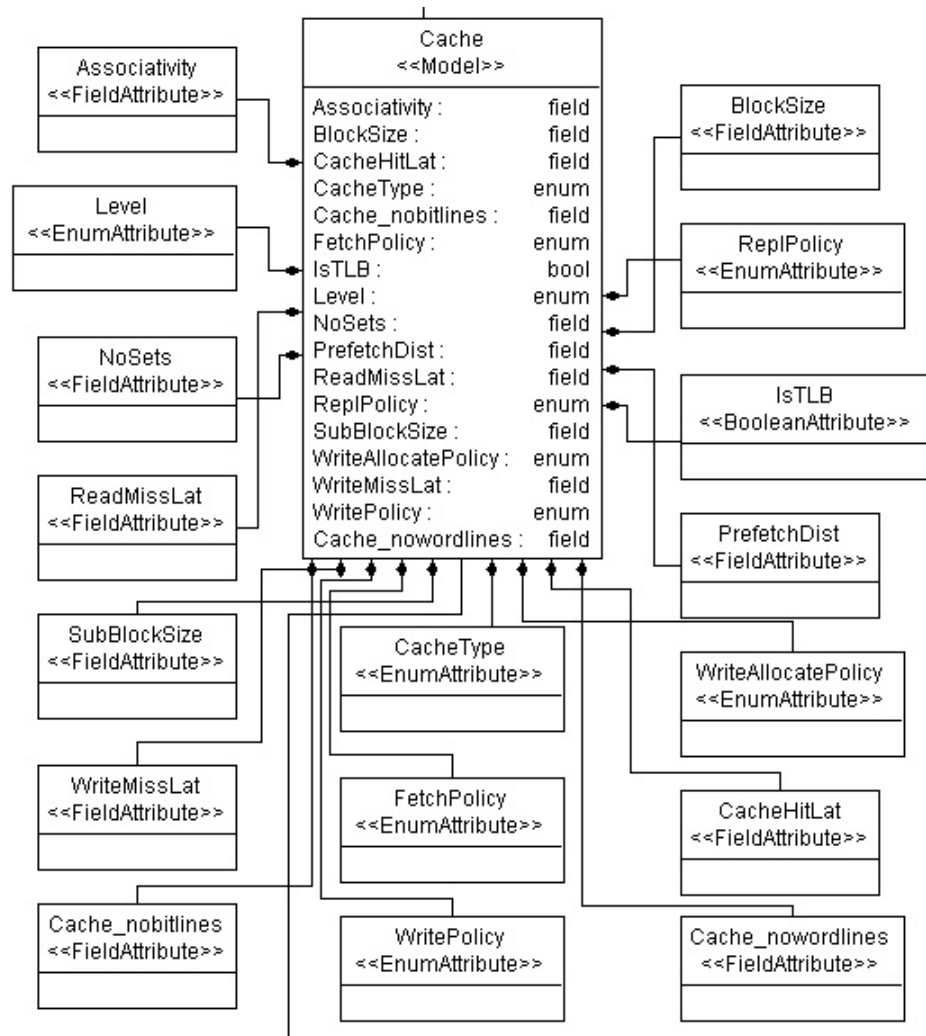 Cache
<<Model>>
Associativity : field
BlockSize : field
CacheHitLat : field
CacheType : enum
Cache_nobitlines : field
FetchPolicy : enum
IsTLB : bool
Level : enum
NoSets : field
PrefetchDist : field
ReadMissLat : field
ReplPolicy : enum
SubBlockSize : field
WriteAllocatePolicy : enum
WriteMissLat : field
WritePolicy : enum
Cache_nowordlines : field
Associativity
<<FieldAttribute>>
Level
<<EnumAttribute>>
NoSets
<<FieldAttribute>>
ReadMissLat
<<FieldAttribute>>
SubBlockSize
<<FieldAttribute>>
WriteMissLat
<<FieldAttribute>>
Cache_nobitlines
<<FieldAttribute>>
CacheType
<<EnumAttribute>>
FetchPolicy
<<EnumAttribute>>
WritePolicy
<<EnumAttribute>>
BlockSize
<<FieldAttribute>>
ReplPolicy
<<EnumAttribute>>
IsTLB
<<BooleanAttribute>>
PrefetchDist
<<FieldAttribute>>
WriteAllocatePolicy
<<EnumAttribute>>
CacheHitLat
<<FieldAttribute>>
Cache_nowordlines
<<FieldAttribute>>